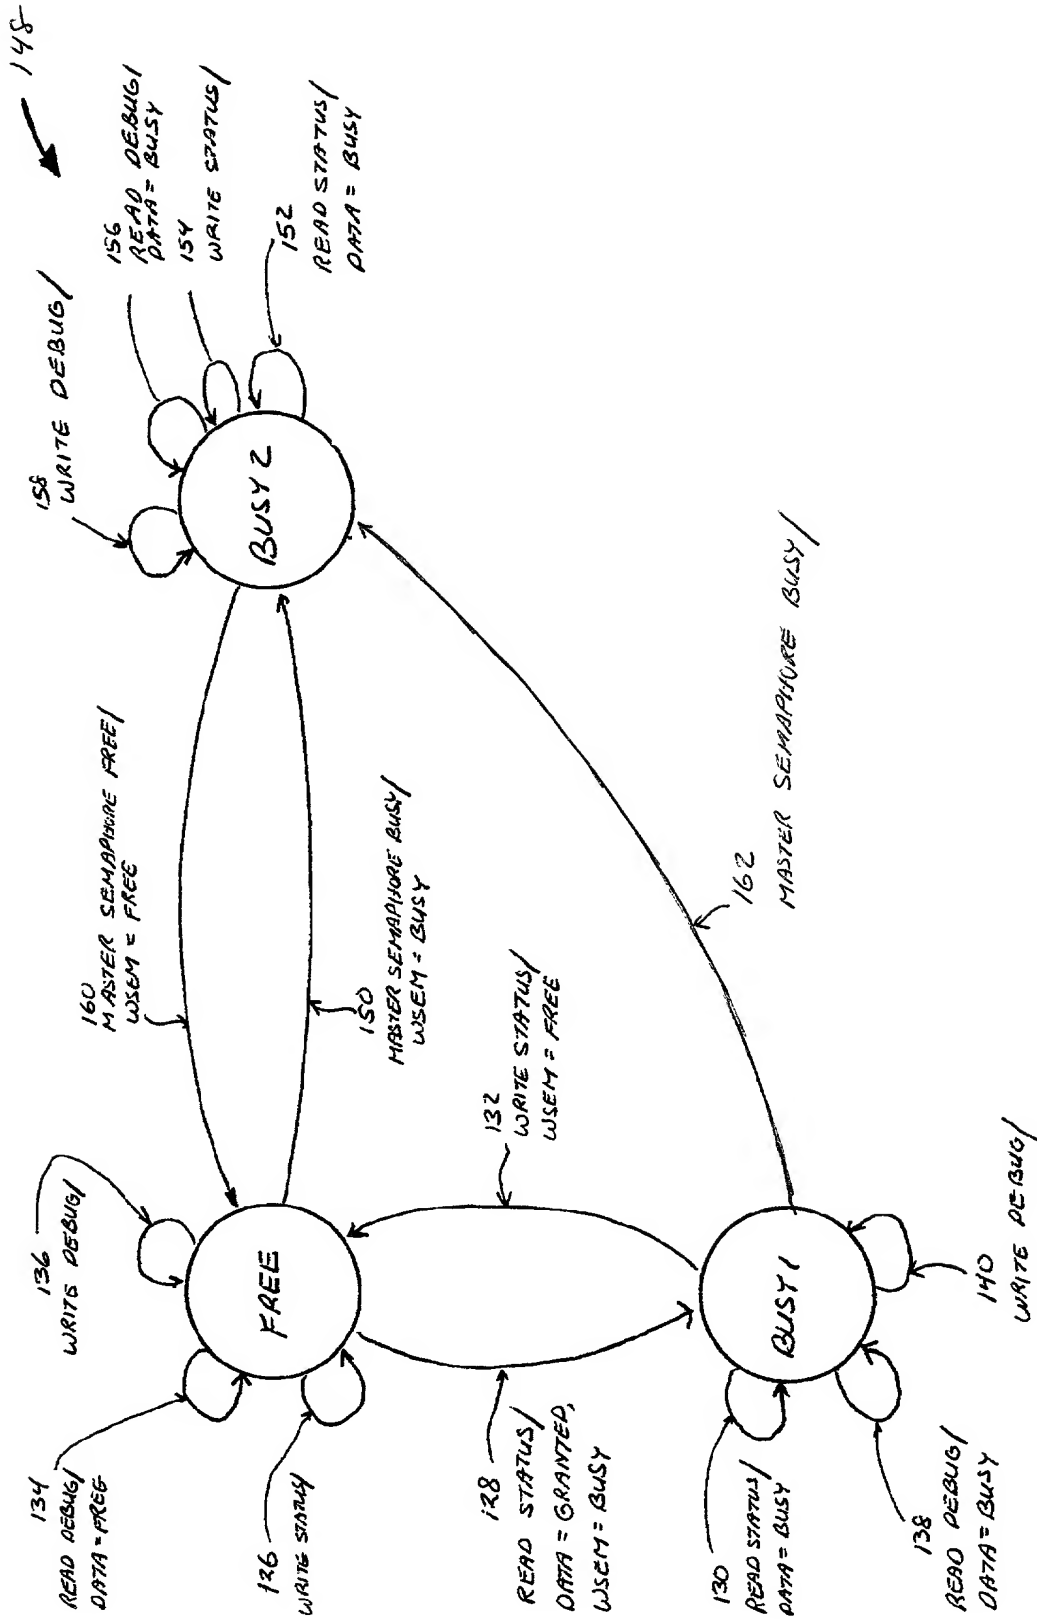 148
158
WRITE DEBUG/
156
READ DEBUG/
DATA = BUSY
154
WRITE STATUS/
152
READ STATUS/
DATA = BUSY
BUSY 2
160
MASTER SEMAPHORE FREE/
WSEM = FREE
150
MASTER SEMAPHORE BUSY/
WSEM = BUSY
162
MASTER SEMAPHORE BUSY/
136
WRITE DEBUG/
134
READ DEBUG/
DATA = FREE
126
WRITE STATUS/
FREE
132
WRITE STATUS/
WSEM = FREE
128
READ STATUS/
DATA = GRANTED,
WSEM = BUSY
BUSY 1
130
READ STATUS/
DATA = BUSY
138
READ DEBUG/
DATA = BUSY
140
WRITE DEBUG/